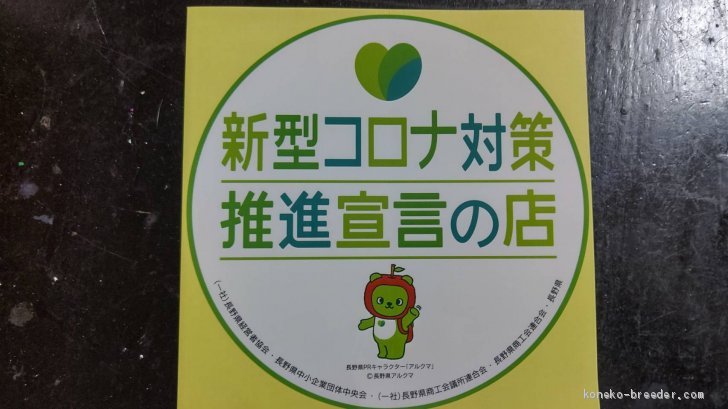 新型コロナ対策
推進宣言の店
長野県PRキャラクター「アルクマ」
©長野県アルクマ
(一社)長野県経営者協会・長野県中小企業団体中央会・(一社)長野県商工会議所連合会・長野県商工会連合会・長野県
koneko-breeder.com